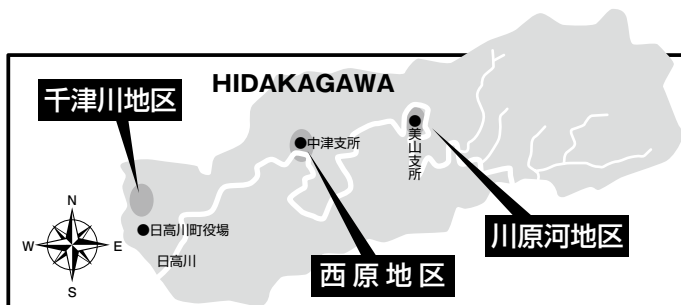 HIDAKAGAWA
千津川地区
●中津支所
美山支所
川原河地区
西原地区
●日高川町役場
日高川
N
W
E
S